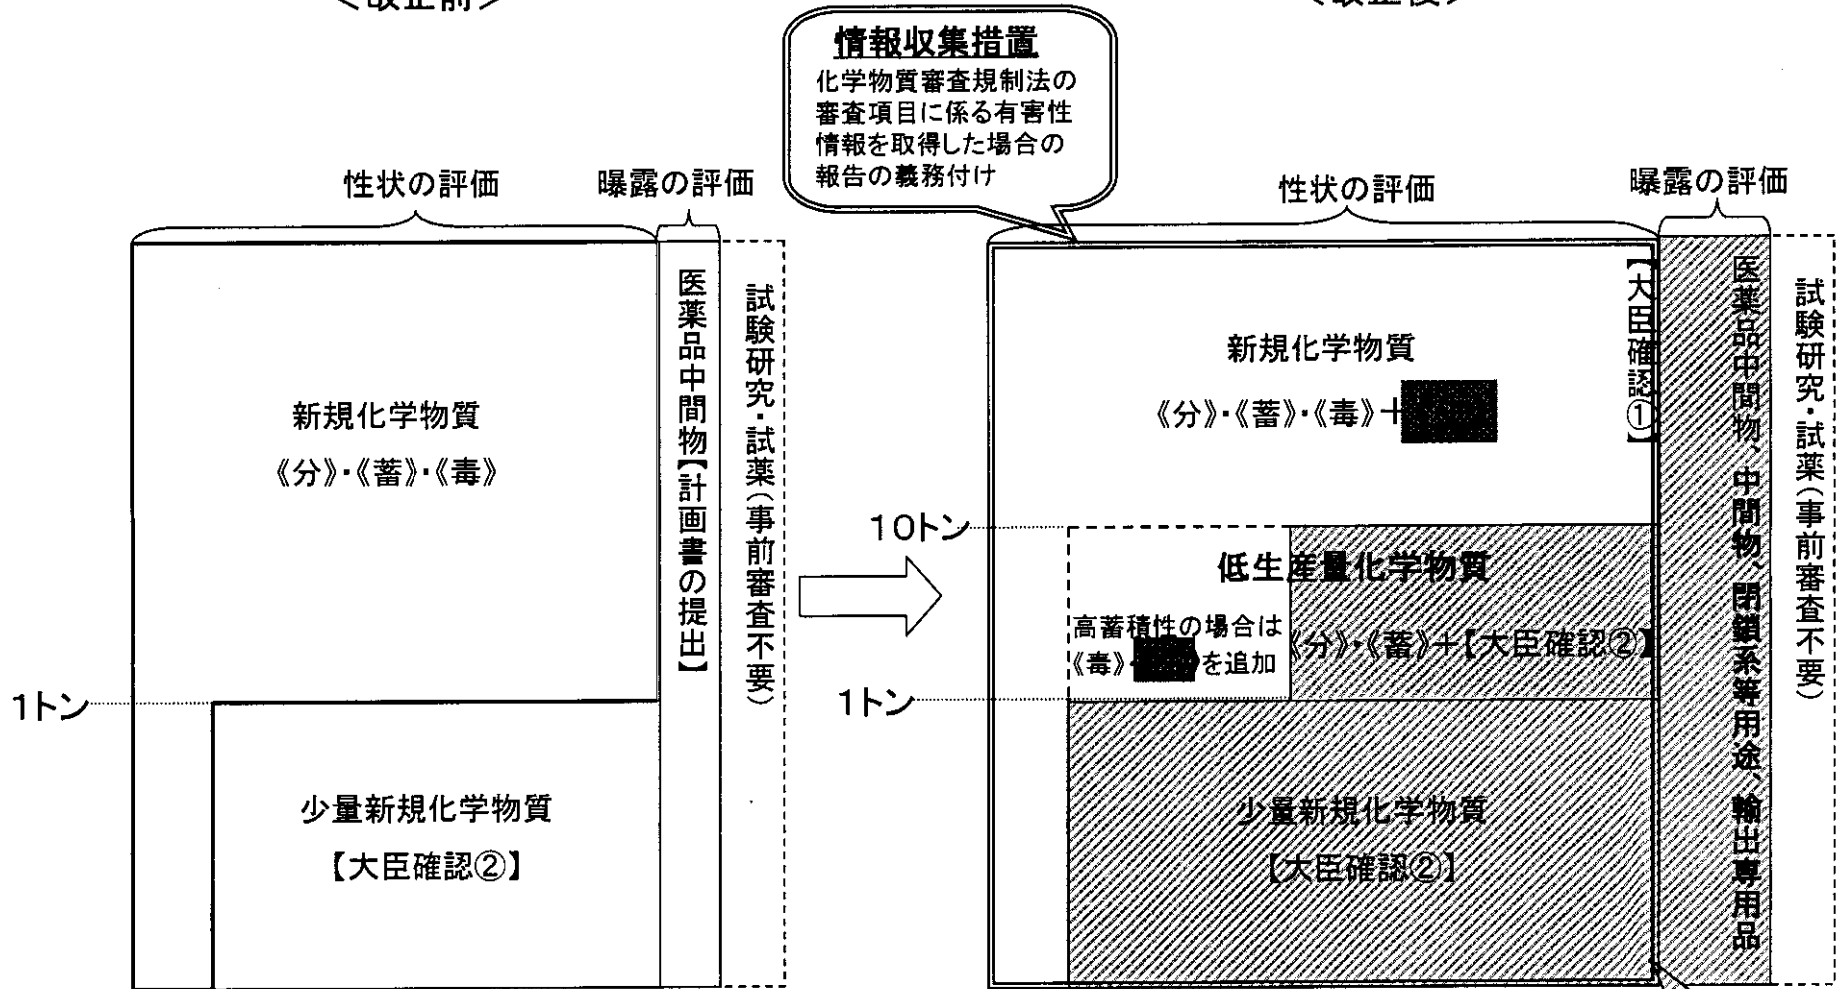 ＜改正前＞
＜改正後＞
情報収集措置
化学物質審査規制法の
審査項目に係る有害性
情報を取得した場合の
報告の義務付け
性状の評価
曝露の評価
新規化学物質
《分》・《蓄》・《毒》
医薬品中間物【計画書の提出】
試験研究・試薬（事前審査不要）
1トン
少量新規化学物質
【大臣確認②】
性状の評価
曝露の評価
新規化学物質
《分》・《蓄》・《毒》＋
【大臣確認①】
医薬品中間物、中間物、閉鎖系等用途、輸出専用品
試験研究・試薬（事前審査不要）
10トン
低生産量化学物質
高蓄積性の場合は
《毒》・を追加
《分》・《蓄》＋【大臣確認②】
1トン
少量新規化学物質
【大臣確認②】